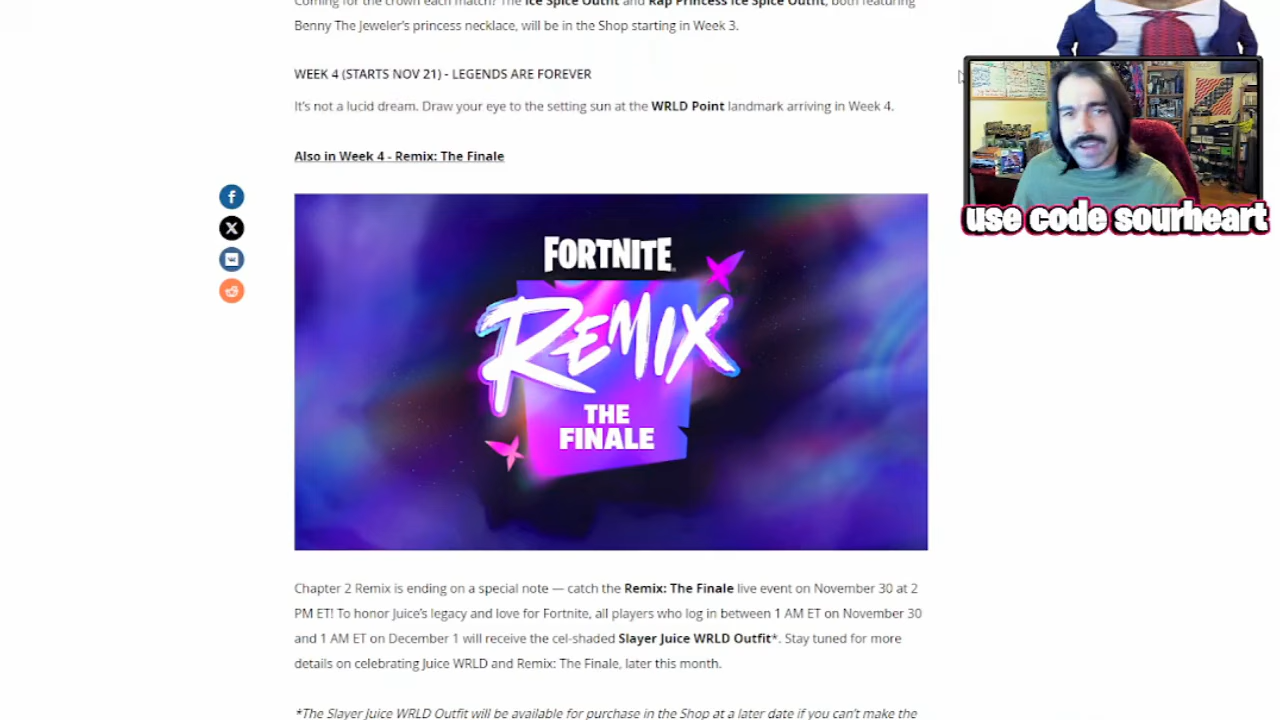 Coming for the crown each match? The Ice Spice Outfit and Rap Princess Ice Spice Outfit, both featuring
Benny The Jeweler's princess necklace, will be in the Shop starting in Week 3.
WEEK 4 (STARTS NOV 21) - LEGENDS ARE FOREVER
It's not a lucid dream. Draw your eye to the setting sun at the WRLD Point landmark arriving in Week 4.
Also in Week 4 - Remix: The Finale
use code sourheart
FORTNITE
REMIX
THE
FINALE
Chapter 2 Remix is ending on a special note — catch the Remix: The Finale live event on November 30 at 2
PM ET! To honor Juice's legacy and love for Fortnite, all players who log in between 1 AM ET on November 30
and 1 AM ET on December 1 will receive the cel-shaded Slayer Juice WRLD Outfit*. Stay tuned for more
details on celebrating Juice WRLD and Remix: The Finale, later this month.
*The Slayer Juice WRLD Outfit will be available for purchase in the Shop at a later date if you can't make the